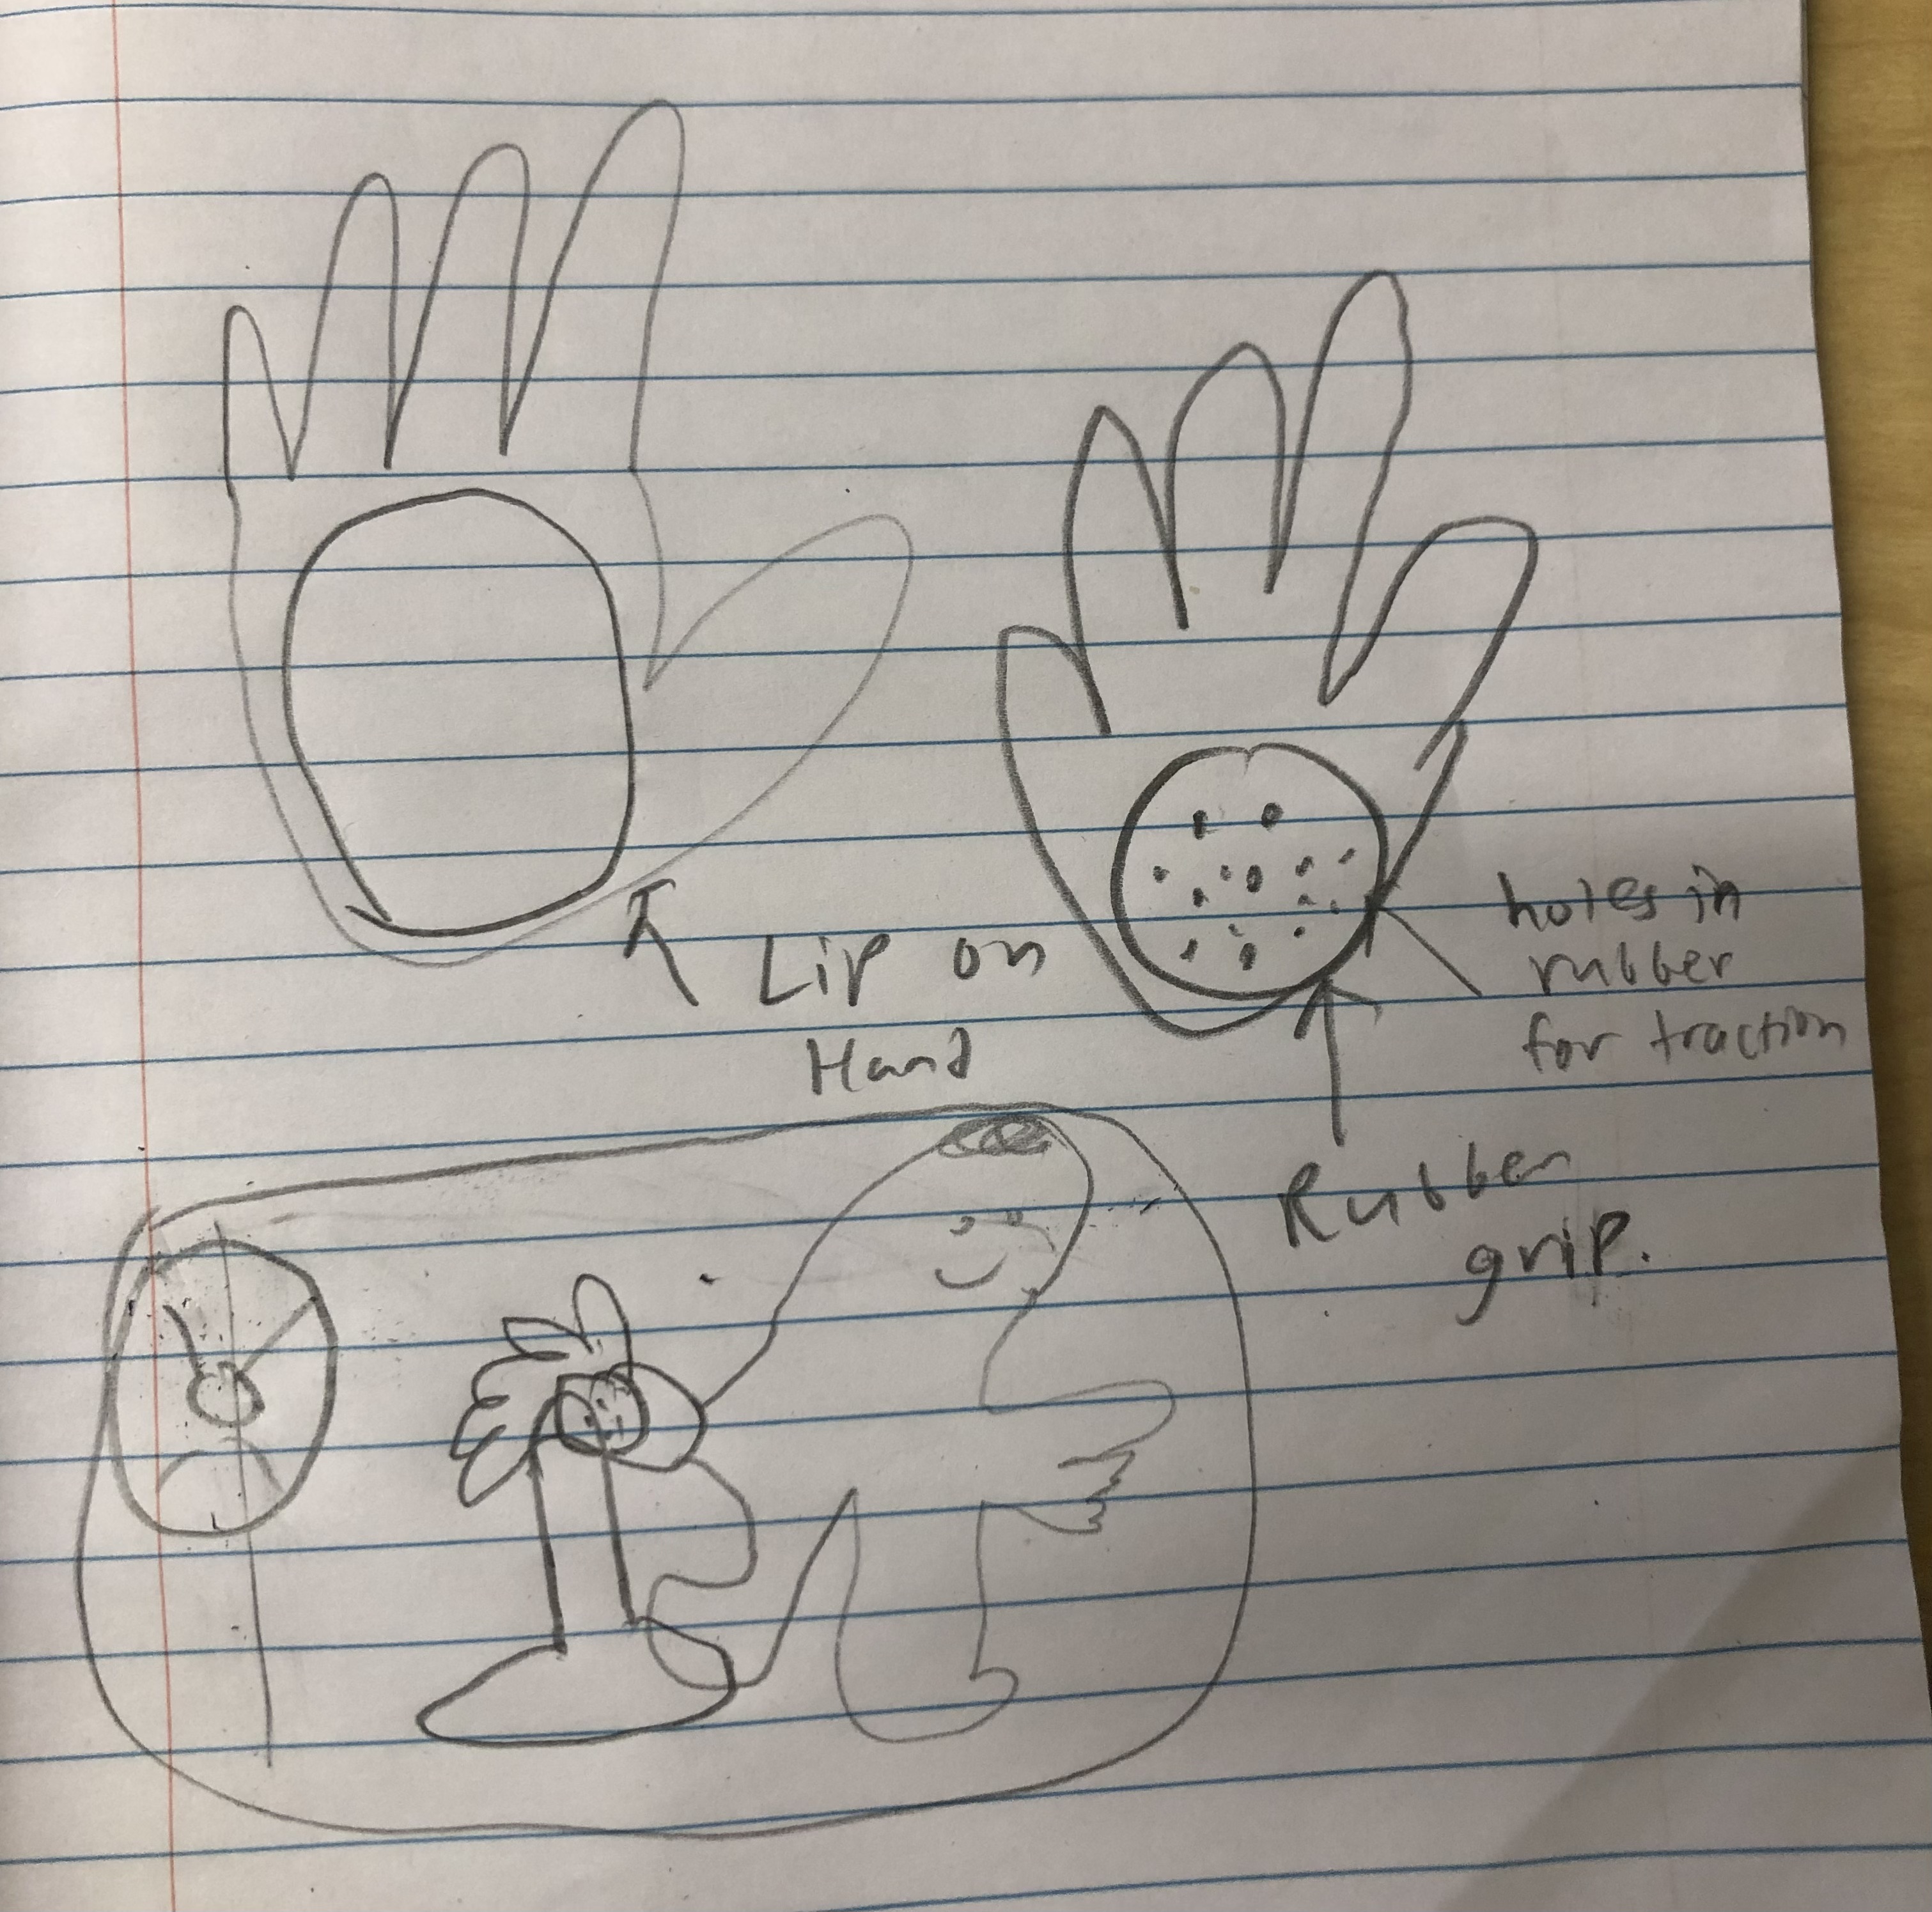 Lip on
Hand
holes in
rubber
for traction
Rubber
grip.